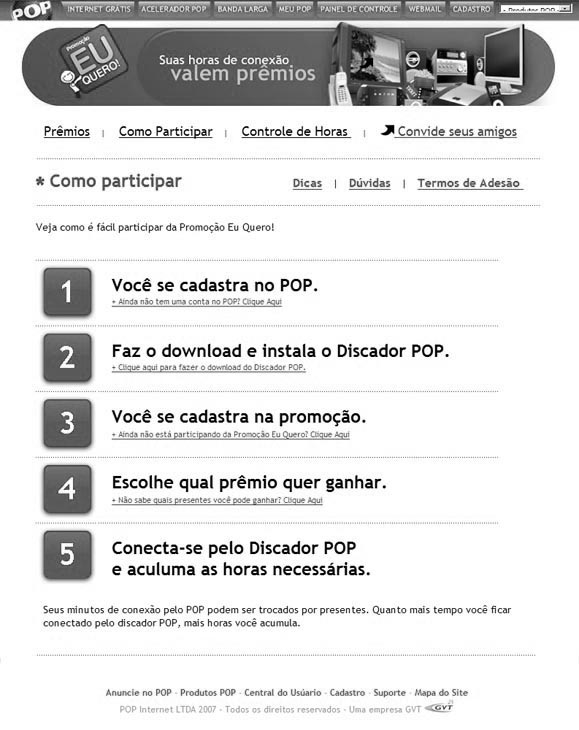 POP INTERNET GRÁTIS ACELERADOR POP BANDA LARGA MEU POP PAINEL DE CONTROLE WEBMAIL CADASTRO
Promoção
EU
QUERO!
Suas horas de conexão
valem prêmios
Prêmios | Como Participar | Controle de Horas | Convide seus amigos
* Como participar
Dicas | Dúvidas | Termos de Adesão
Veja como é fácil participar da Promoção Eu Quero!
1 Você se cadastra no POP.
+ Ainda não tem uma conta no POP? Clique Aqui
2 Faz o download e instala o Discador POP.
+ Clique aqui para fazer o download do Discador POP.
3 Você se cadastra na promoção.
+ Ainda não está participando da Promoção Eu Quero? Clique Aqui
4 Escolhe qual prêmio quer ganhar.
+ Não sabe quais presentes você pode ganhar? Clique Aqui
5 Conecta-se pelo Discador POP
e aculuma as horas necessárias.
Seus minutos de conexão pelo POP podem ser trocados por presentes. Quanto mais tempo você ficar
conectado pelo discador POP, mais horas você acumula.
Anuncie no POP - Produtos POP - Central do Usúario - Cadastro - Suporte - Mapa do Site
POP Internet LTDA 2007 - Todos os direitos reservados - Uma empresa GVT GVT